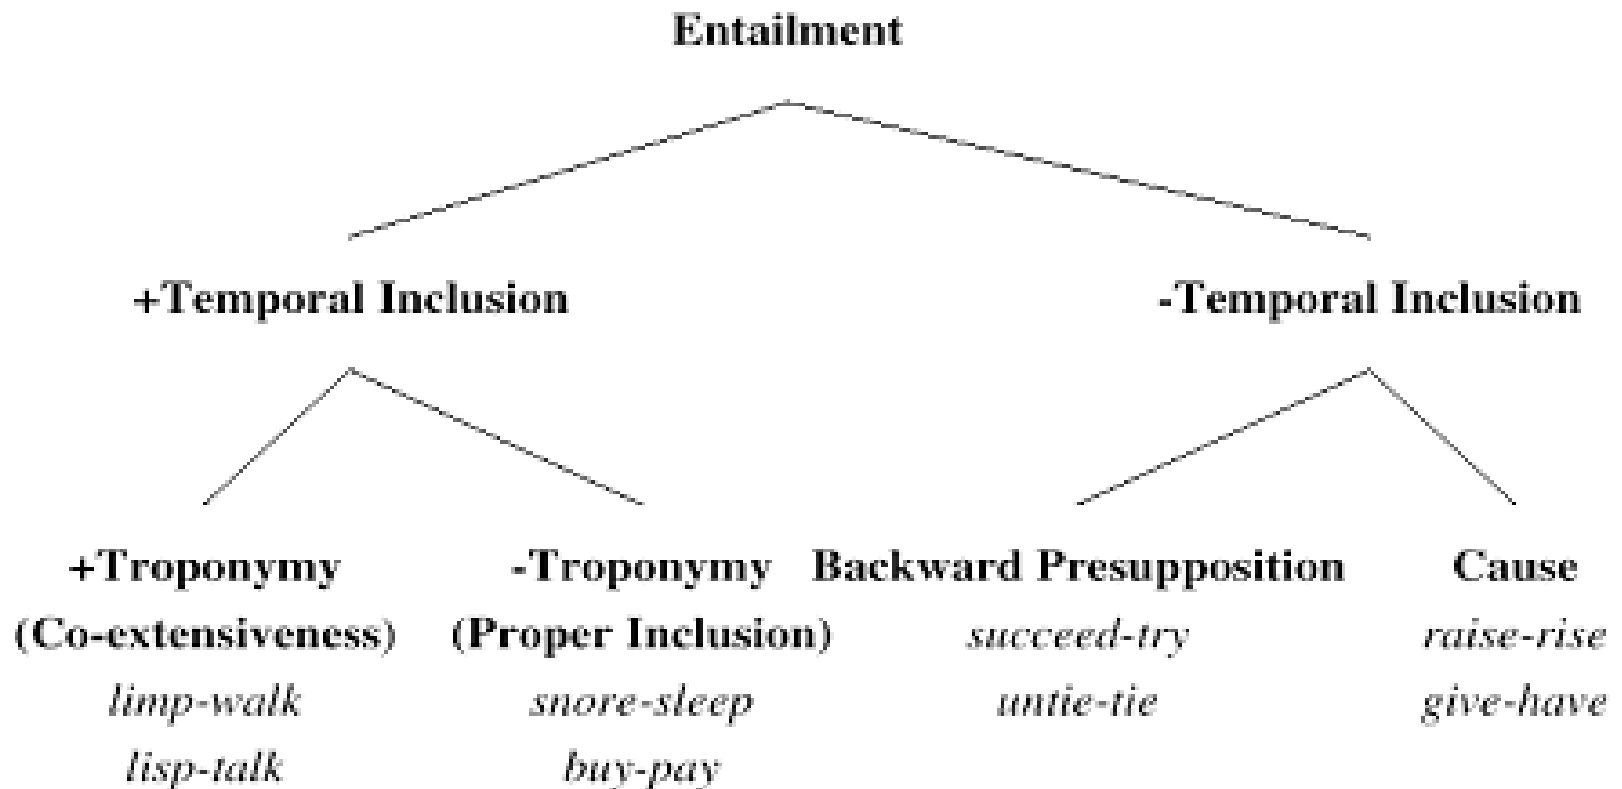 Entailment
+Temporal Inclusion -Temporal Inclusion
+Troponymy -Troponymy Backward Presupposition Cause
(Co-extensiveness) (Proper Inclusion) succeed-try raise-rise
limp-walk snore-sleep untie-tie give-have
lisp-talk buy-pay